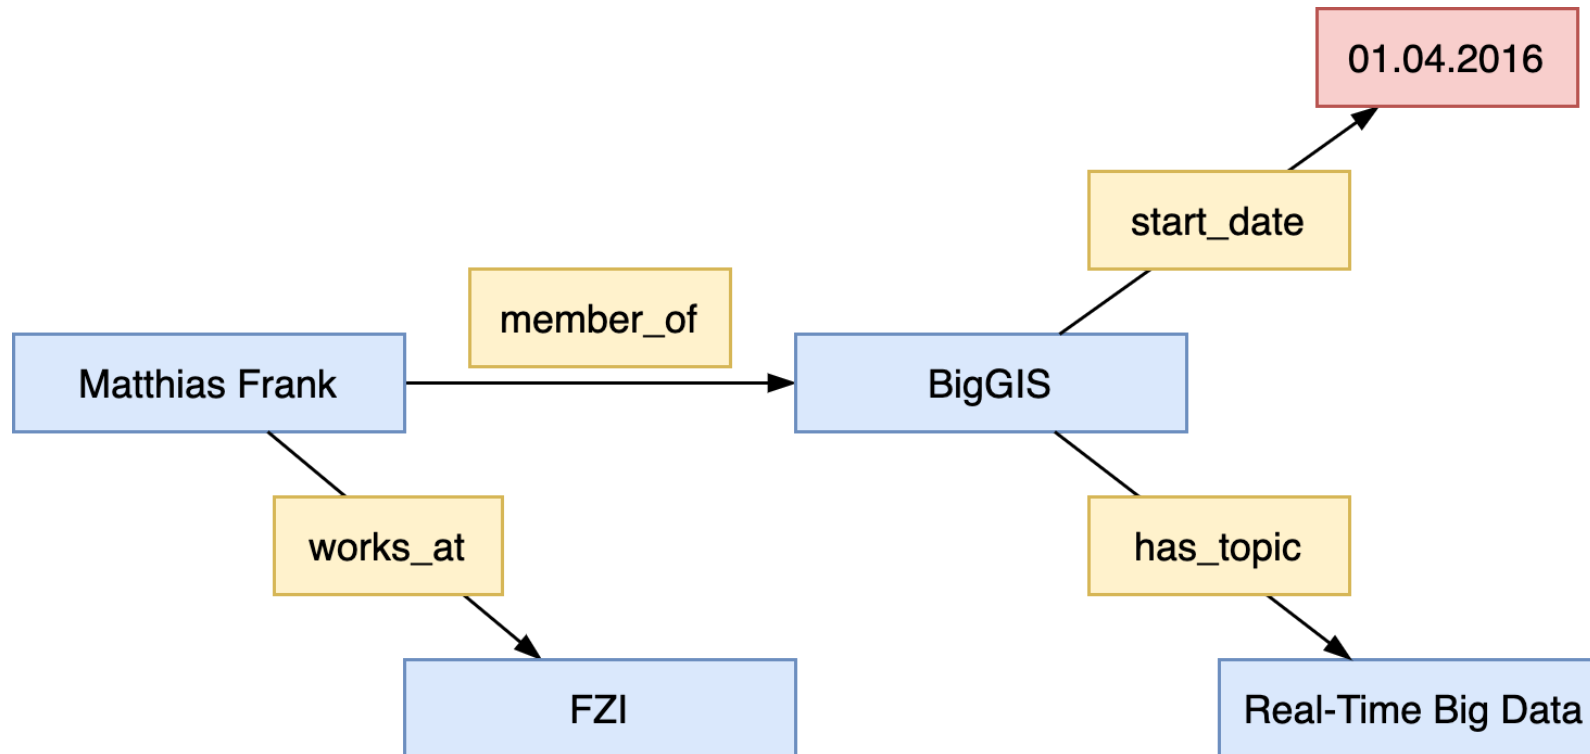 01.04.2016
start_date
member_of
Matthias Frank
BigGIS
works_at
has_topic
FZI
Real-Time Big Data